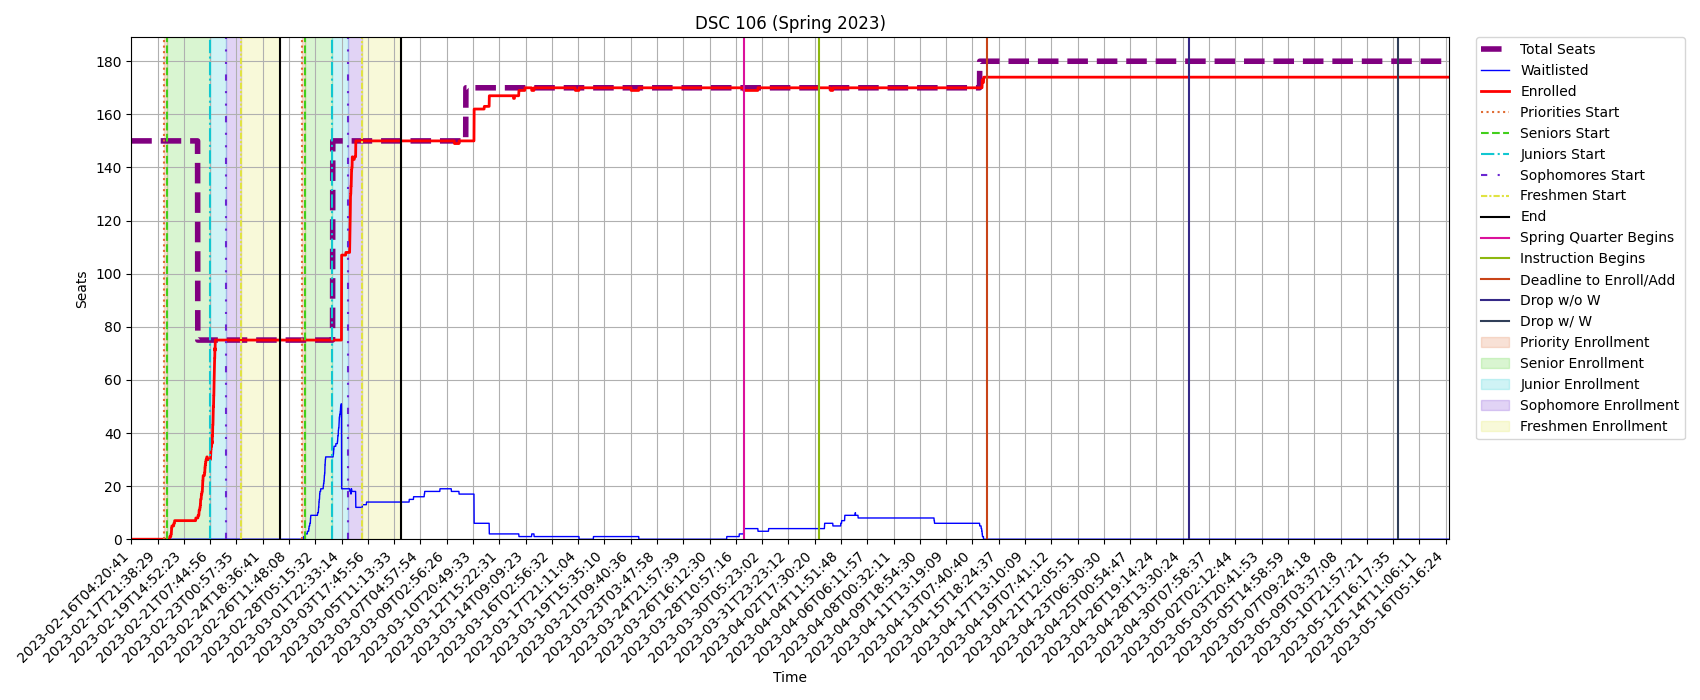 DSC 106 (Spring 2023)
Seats
180
160
140
120
100
80
60
40
20
0
2023-02-16T04:20:41
2023-02-17T21:38:29
2023-02-19T14:52:23
2023-02-21T07:44:56
2023-02-23T00:57:35
2023-02-24T18:36:41
2023-02-26T11:48:08
2023-02-28T05:15:32
2023-03-01T22:33:14
2023-03-03T17:45:56
2023-03-05T11:13:33
2023-03-07T04:57:54
2023-03-09T02:56:26
2023-03-10T20:49:33
2023-03-12T15:22:31
2023-03-14T09:09:23
2023-03-16T02:56:32
2023-03-17T21:11:04
2023-03-19T15:35:10
2023-03-21T09:40:36
2023-03-23T03:47:58
2023-03-24T21:57:39
2023-03-26T16:12:30
2023-03-28T10:57:16
2023-03-30T05:23:02
2023-03-31T23:23:12
2023-04-02T17:30:20
2023-04-04T11:51:48
2023-04-06T06:11:57
2023-04-08T00:32:11
2023-04-09T18:54:30
2023-04-11T13:19:09
2023-04-13T07:40:40
2023-04-15T18:24:37
2023-04-17T13:10:09
2023-04-19T07:41:12
2023-04-21T12:05:51
2023-04-23T06:30:30
2023-04-25T00:54:47
2023-04-26T19:14:24
2023-04-28T13:30:24
2023-04-30T07:58:37
2023-05-02T02:12:44
2023-05-03T20:41:53
2023-05-05T14:58:59
2023-05-07T09:24:18
2023-05-09T03:37:08
2023-05-10T21:57:21
2023-05-12T16:17:35
2023-05-14T11:06:11
2023-05-16T05:16:24
Time
Total Seats
Waitlisted
Enrolled
Priorities Start
Seniors Start
Juniors Start
Sophomores Start
Freshmen Start
End
Spring Quarter Begins
Instruction Begins
Deadline to Enroll/Add
Drop w/o W
Drop w/ W
Priority Enrollment
Senior Enrollment
Junior Enrollment
Sophomore Enrollment
Freshmen Enrollment